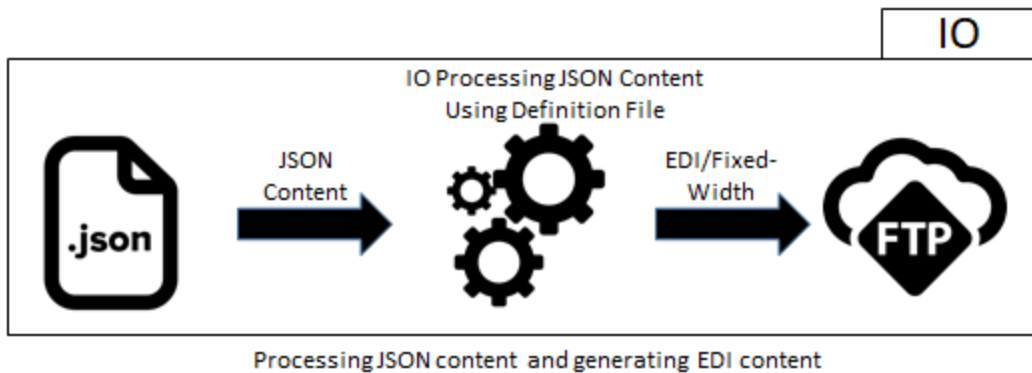 IO
IO Processing JSON Content
Using Definition File
.json
JSON
Content
EDI/Fixed-
Width
FTP
Processing JSON content and generating EDI content